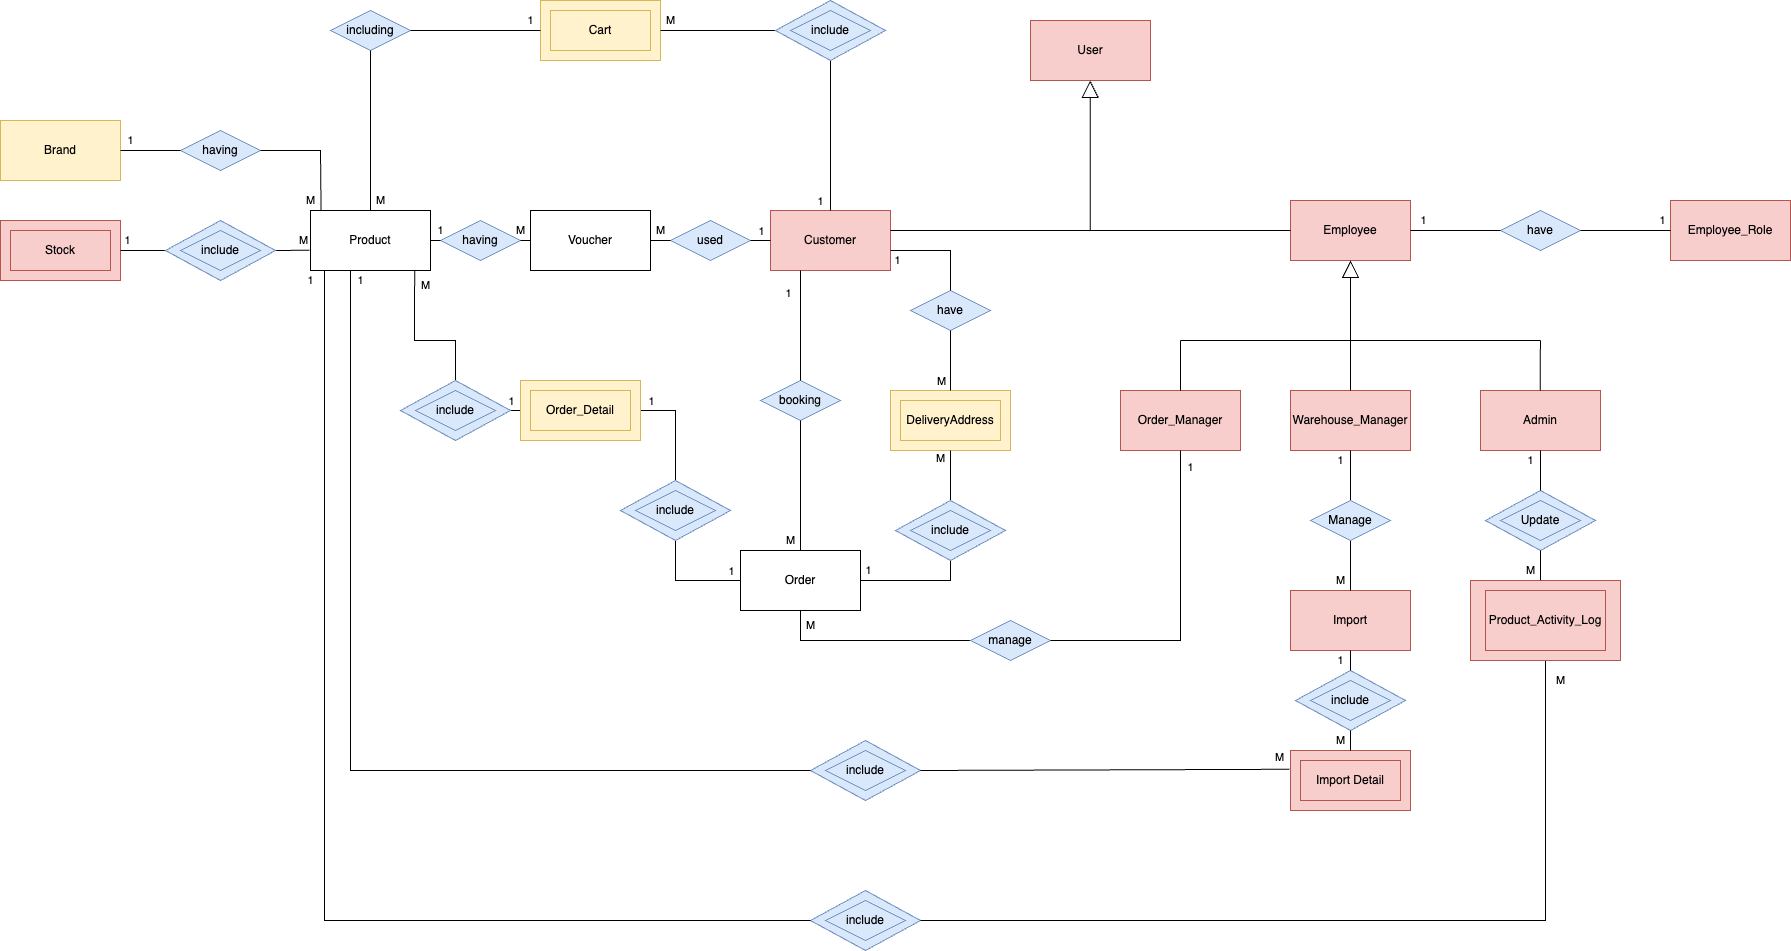 including
1
Cart
M
include
User
Brand
1
having
M
M
1
Stock
1
include
M
Product
1
having
M
Voucher
M
used
1
Customer
1
Employee
1
have
1
Employee_Role
1
1
M
1
have
M
M
include
1
Order_Detail
1
booking
DeliveryAddress
M
Order_Manager
1
Warehouse_Manager
1
Admin
1
include
include
Manage
Update
M
M
M
1
Order
1
M
manage
Import
1
Product_Activity_Log
M
include
M
include
M
Import Detail
include